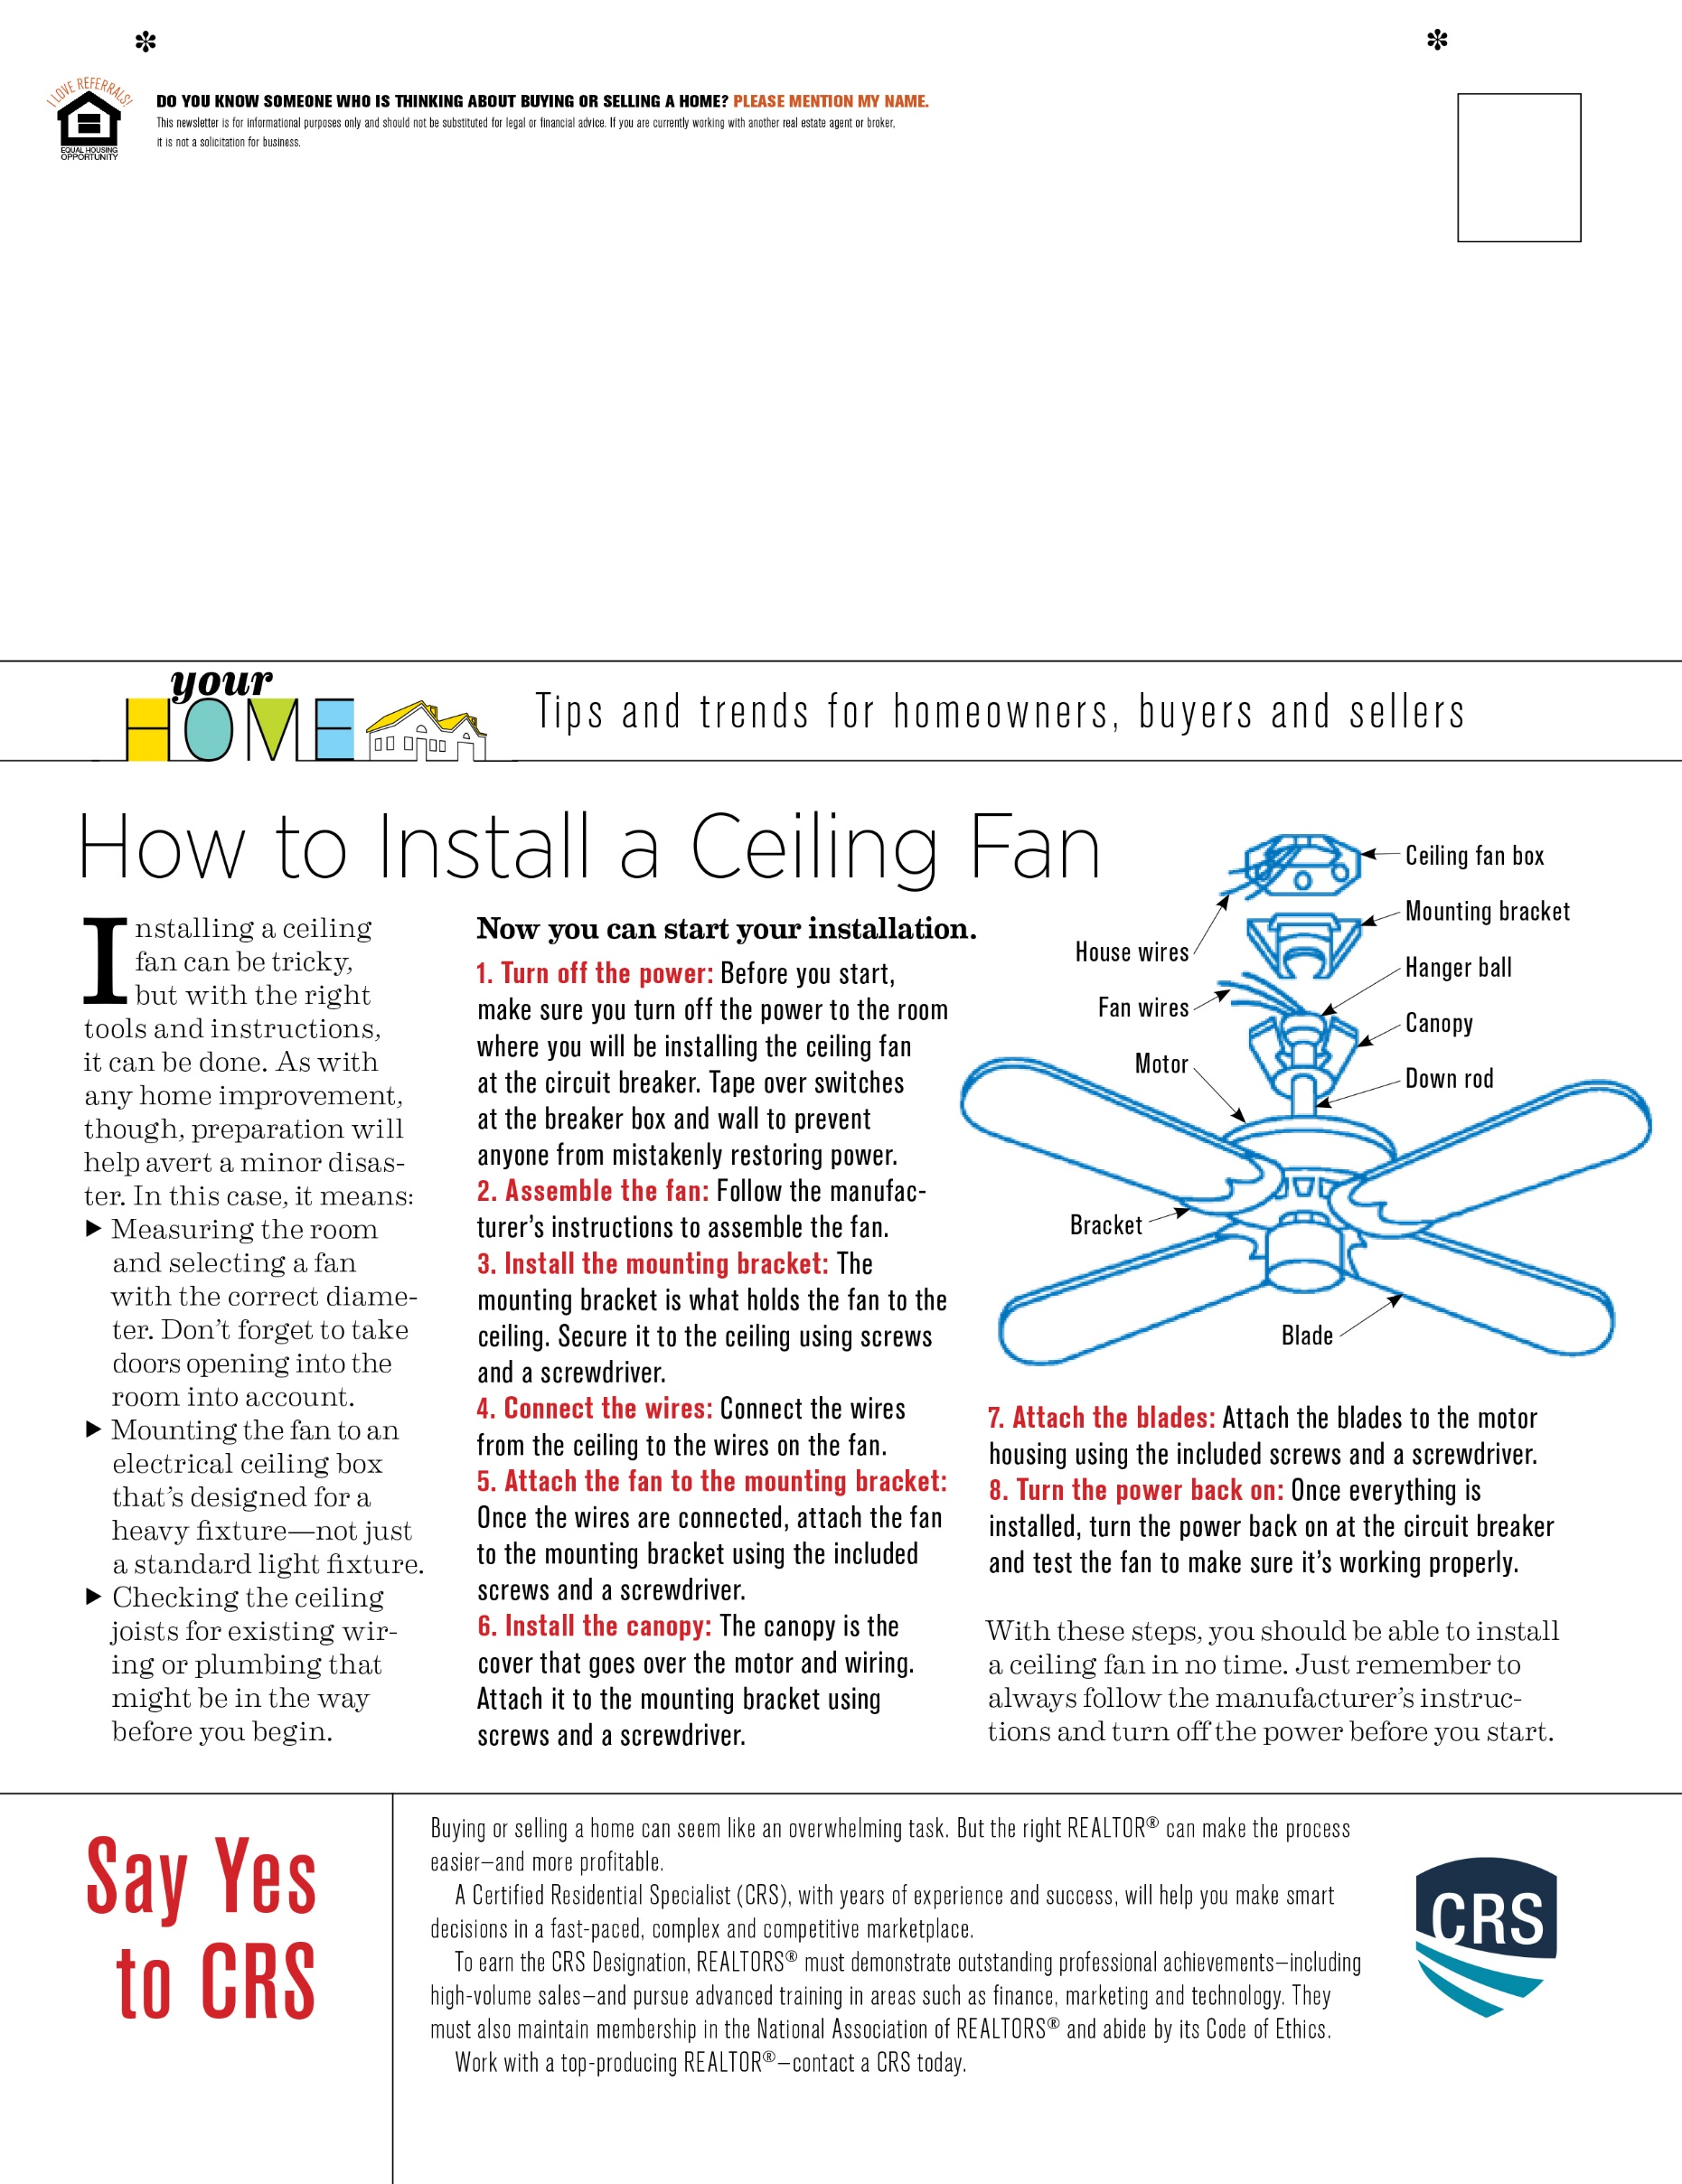 *
*
I LOVE REFERRALS!
EQUAL HOUSING
OPPORTUNITY
DO YOU KNOW SOMEONE WHO IS THINKING ABOUT BUYING OR SELLING A HOME? PLEASE MENTION MY NAME.
This newsletter is for informational purposes only and should not be substituted for legal or financial advice. If you are currently working with another real estate agent or broker,
it is not a solicitation for business.
your
HOME
Tips and trends for homeowners, buyers and sellers
How to Install a Ceiling Fan
Installing a ceiling
fan can be tricky,
but with the right
tools and instructions,
it can be done. As with
any home improvement,
though, preparation will
help avert a minor disas-
ter. In this case, it means:
▶ Measuring the room
and selecting a fan
with the correct diame-
ter. Don’t forget to take
doors opening into the
room into account.
▶ Mounting the fan to an
electrical ceiling box
that’s designed for a
heavy fixture—not just
a standard light fixture.
▶ Checking the ceiling
joists for existing wir-
ing or plumbing that
might be in the way
before you begin.
Now you can start your installation.
1. Turn off the power: Before you start,
make sure you turn off the power to the room
where you will be installing the ceiling fan
at the circuit breaker. Tape over switches
at the breaker box and wall to prevent
anyone from mistakenly restoring power.
2. Assemble the fan: Follow the manufac-
turer’s instructions to assemble the fan.
3. Install the mounting bracket: The
mounting bracket is what holds the fan to the
ceiling. Secure it to the ceiling using screws
and a screwdriver.
4. Connect the wires: Connect the wires
from the ceiling to the wires on the fan.
5. Attach the fan to the mounting bracket:
Once the wires are connected, attach the fan
to the mounting bracket using the included
screws and a screwdriver.
6. Install the canopy: The canopy is the
cover that goes over the motor and wiring.
Attach it to the mounting bracket using
screws and a screwdriver.
Ceiling fan box
Mounting bracket
House wires
Hanger ball
Fan wires
Canopy
Motor
Down rod
Bracket
Blade
7. Attach the blades: Attach the blades to the motor
housing using the included screws and a screwdriver.
8. Turn the power back on: Once everything is
installed, turn the power back on at the circuit breaker
and test the fan to make sure it’s working properly.
With these steps, you should be able to install
a ceiling fan in no time. Just remember to
always follow the manufacturer’s instruc-
tions and turn off the power before you start.
Say Yes
to CRS
Buying or selling a home can seem like an overwhelming task. But the right REALTOR® can make the process
easier—and more profitable.
A Certified Residential Specialist (CRS), with years of experience and success, will help you make smart
decisions in a fast-paced, complex and competitive marketplace.
To earn the CRS Designation, REALTORS® must demonstrate outstanding professional achievements—including
high-volume sales—and pursue advanced training in areas such as finance, marketing and technology. They
must also maintain membership in the National Association of REALTORS® and abide by its Code of Ethics.
Work with a top-producing REALTOR®—contact a CRS today.
CRS